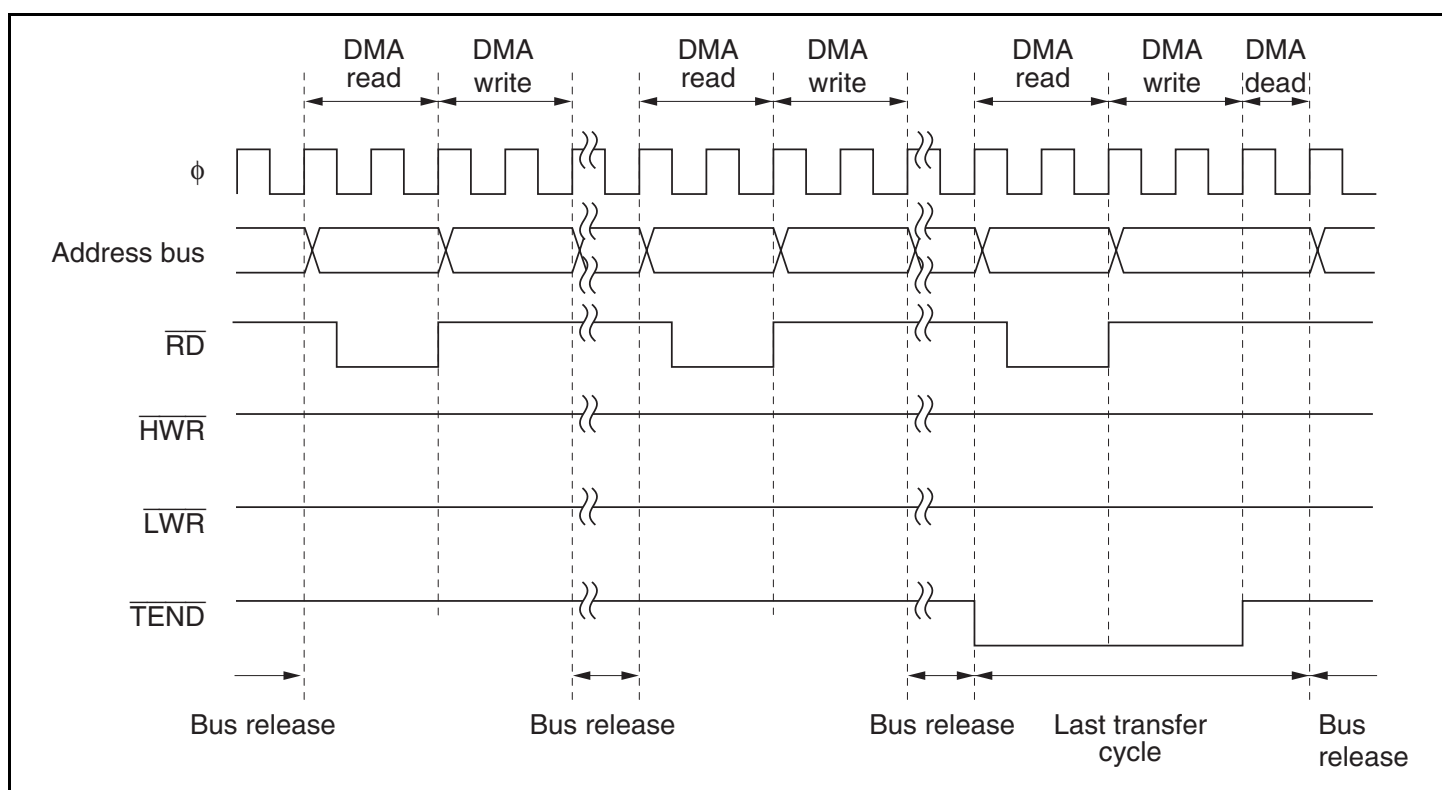 DMA read
DMA write
DMA read
DMA write
DMA read
DMA write
DMA dead
ϕ
Address bus
RD
HWR
LWR
TEND
Bus release
Bus release
Bus release
Last transfer cycle
Bus release